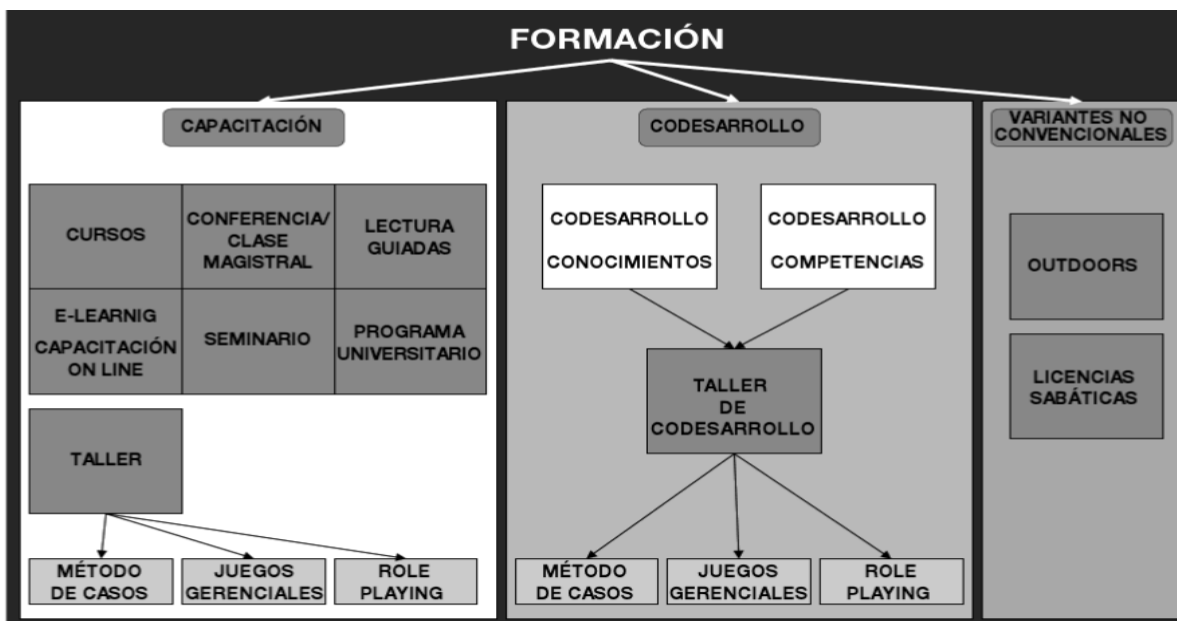 FORMACIÓN
CAPACITACIÓN
CURSOS
CONFERENCIA/
CLASE
MAGISTRAL
LECTURA
GUIADAS
E-LEARNIG
CAPACITACIÓN
ON LINE
SEMINARIO
PROGRAMA
UNIVERSITARIO
TALLER
MÉTODO
DE CASOS
JUEGOS
GERENCIALES
ROLE
PLAYING
CODESARROLLO
CODESARROLLO
CONOCIMIENTOS
CODESARROLLO
COMPETENCIAS
TALLER
DE
CODESARROLLO
MÉTODO
DE CASOS
JUEGOS
GERENCIALES
ROLE
PLAYING
VARIANTES NO
CONVENCIONALES
OUTDOORS
LICENCIAS
SABÁTICAS